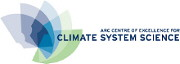 ARC CENTRE OF EXCELLENCE FOR
CLIMATE SYSTEM SCIENCE